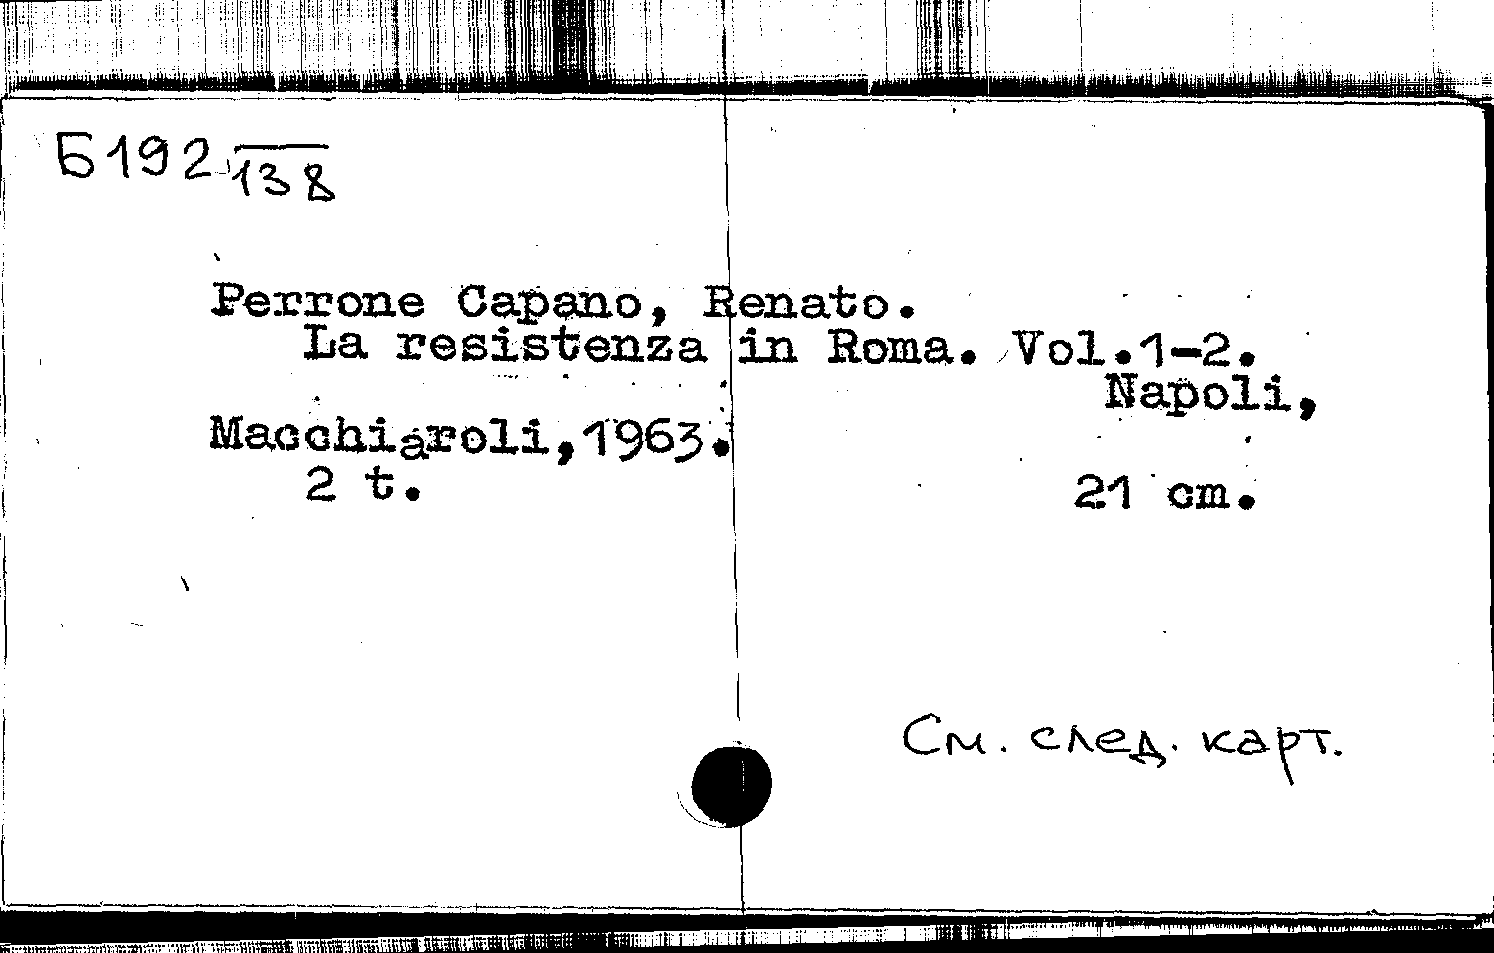 Б192 138
Perrone Capano, Renato.
La resistenza in Roma. Vol.1-2.
Napoli,
Macchiaroli,1963.
2 t. 21 cm.
См. след. карт.